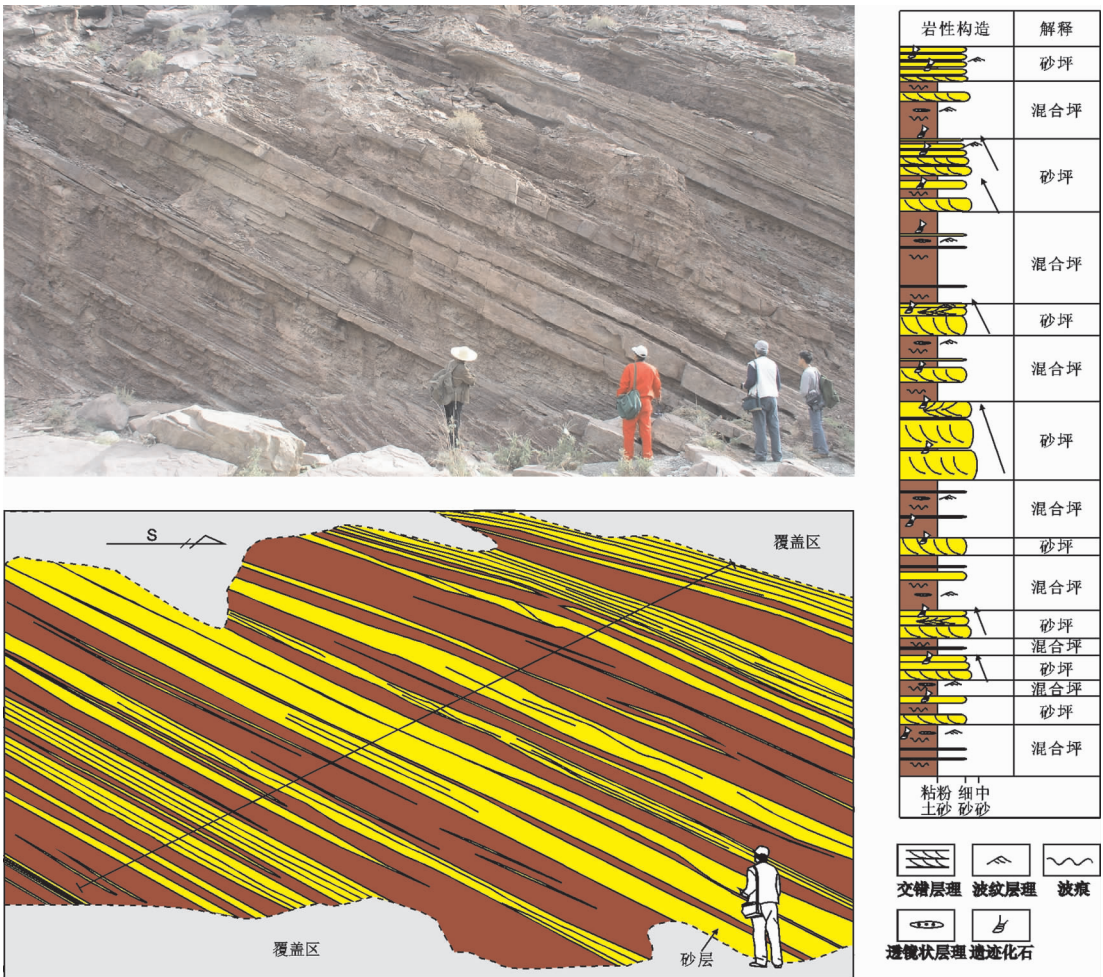 S
覆盖区
覆盖区
砂层
岩性构造 解释
砂坪
混合坪
砂坪
混合坪
砂坪
混合坪
砂坪
混合坪
砂坪
混合坪
砂坪
混合坪
砂坪
混合坪
砂坪
混合坪
粘粉 细中
土砂 砂砂
交错层理 波纹层理 波痕
透镜状层理 遗迹化石